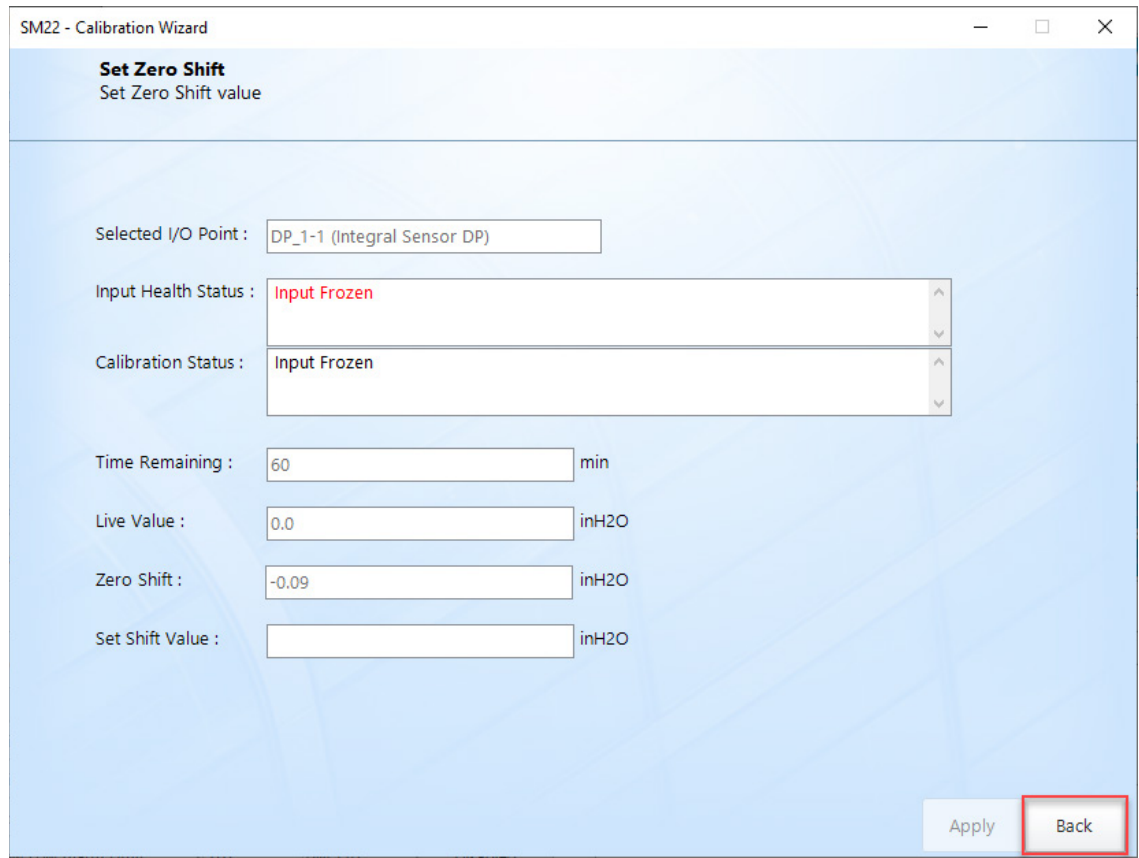 SM22 - Calibration Wizard
Set Zero Shift
Set Zero Shift value
Selected I/O Point : DP_1-1 (Integral Sensor DP)
Input Health Status : Input Frozen
Calibration Status : Input Frozen
Time Remaining : 60 min
Live Value : 0.0 inH2O
Zero Shift : -0.09 inH2O
Set Shift Value : inH2O
Apply Back